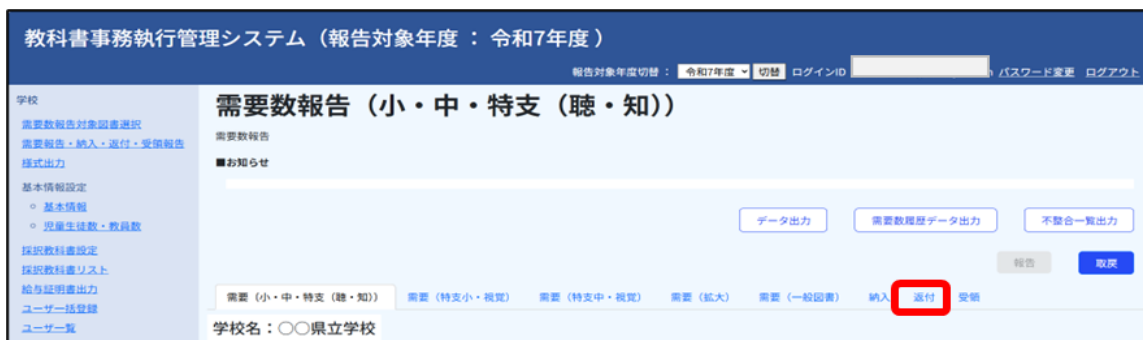 教科書事務執行管理システム（報告対象年度 ： 令和7年度 ）
報告対象年度切替 ： 令和7年度 切替 ログインID パスワード変更 ログアウト
学校
需要数報告対象図書選択
需要報告・納入・返付・受領報告
様式出力
基本情報設定
基本情報
児童生徒数・教員数
採択教科書設定
採択教科書リスト
給与証明書出力
ユーザー括登録
ユーザー覧
需要数報告（小・中・特支（聴・知））
需要数報告
■お知らせ
データ出力 需要数履歴データ出力 不整合一覧出力
報告 取戻
需要（小・中・特支（聴・知）） 需要（特支小・視覚） 需要（特支中・視覚） 需要（拡大） 需要（一般図書） 納入 返付 受領
学校名：○○県立学校